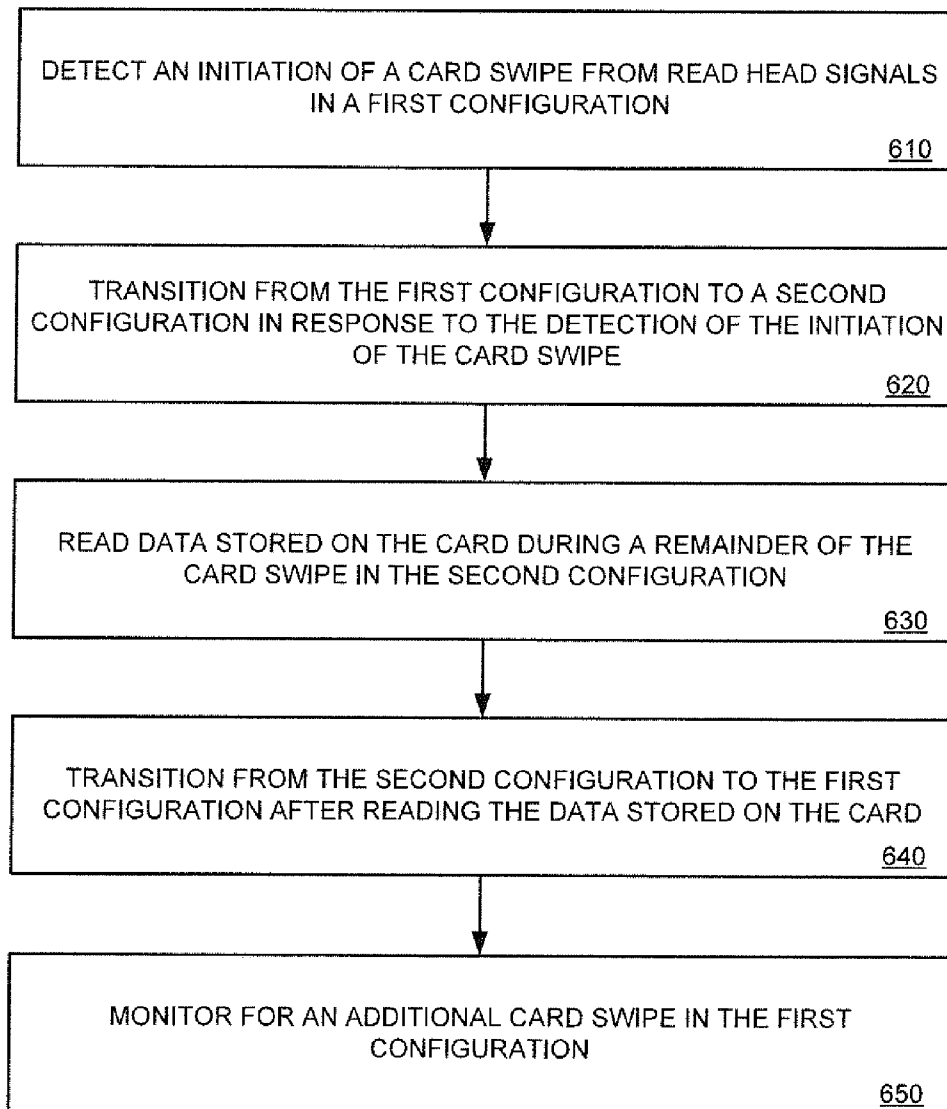 DETECT AN INITIATION OF A CARD SWIPE FROM READ HEAD SIGNALS
IN A FIRST CONFIGURATION
610
TRANSITION FROM THE FIRST CONFIGURATION TO A SECOND
CONFIGURATION IN RESPONSE TO THE DETECTION OF THE INITIATION
OF THE CARD SWIPE
620
READ DATA STORED ON THE CARD DURING A REMAINDER OF THE
CARD SWIPE IN THE SECOND CONFIGURATION
630
TRANSITION FROM THE SECOND CONFIGURATION TO THE FIRST
CONFIGURATION AFTER READING THE DATA STORED ON THE CARD
640
MONITOR FOR AN ADDITIONAL CARD SWIPE IN THE FIRST
CONFIGURATION
650